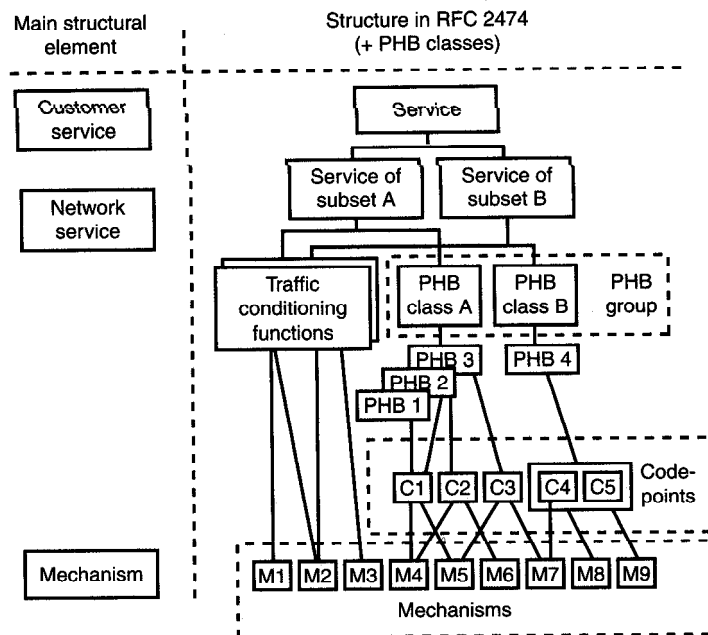 Main structural
element
Structure in RFC 2474
(+ PHB classes)
Customer
service
Service
Network
service
Service of
subset A
Service of
subset B
Traffic
conditioning
functions
PHB
class A
PHB
class B
PHB
group
PHB 3
PHB 4
PHB 2
PHB 1
C1
C2
C3
C4
C5
Code-
points
Mechanism
M1
M2
M3
M4
M5
M6
M7
M8
M9
Mechanisms